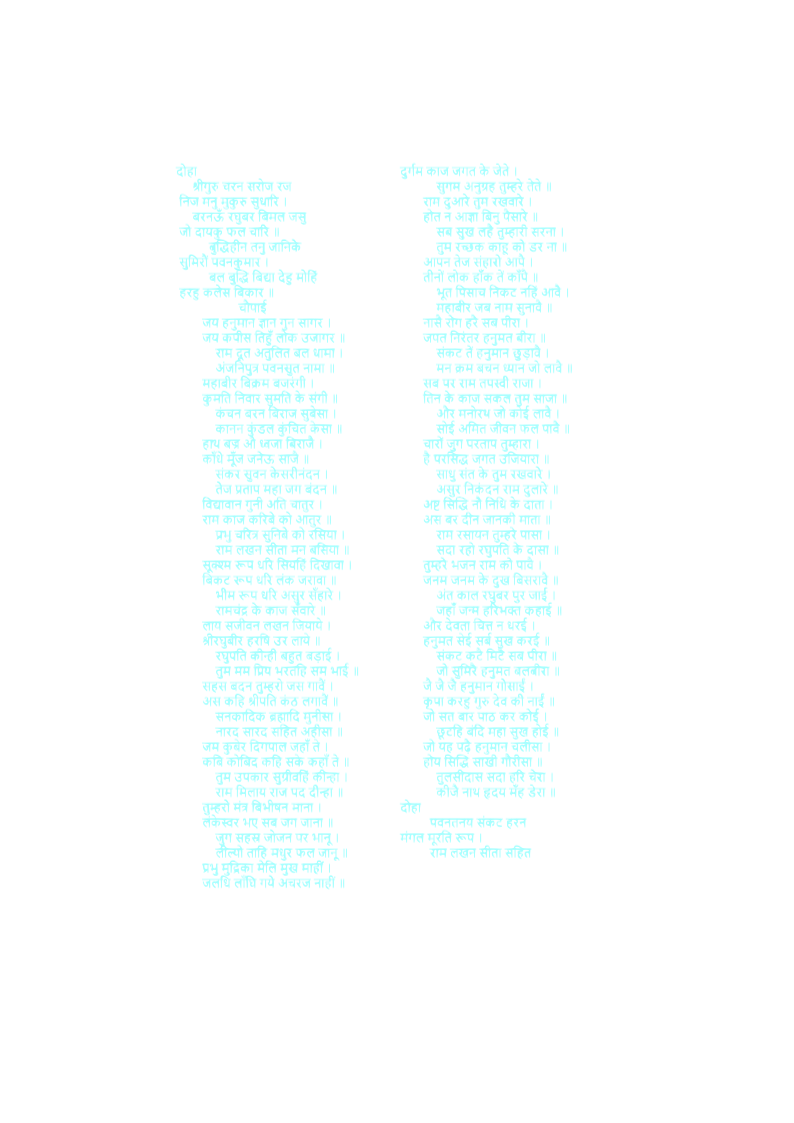 दोहा
श्रीगुरु चरन सरोज रज
निज मनु मुकुरु सुधारि ।
बरनऊँ रघुबर बिमल जसु
जो दायकु फल चारि ॥
बुद्धिहीन तनु जानिके
सुमिरौं पवनकुमार ।
बल बुद्धि बिद्या देहु मोहिं
हरहु कलेस बिकार ॥
चौपाई
जय हनुमान ज्ञान गुन सागर ।
जय कपीस तिहुँ लोक उजागर ॥
राम दूत अतुलित बल धामा ।
अंजनिपुत्र पवनसुत नामा ॥
महाबीर बिक्रम बजरंगी ।
कुमति निवार सुमति के संगी ॥
कंचन बरन बिराज सुबेसा ।
कानन कुंडल कुंचित केसा ॥
हाथ बज्र औ ध्वजा बिराजै ।
काँधे मूँज जनेऊ साजै ॥
संकर सुवन केसरीनंदन ।
तेज प्रताप महा जग बंदन ॥
विद्यावान गुनी अति चातुर ।
राम काज करिबे को आतुर ॥
प्रभु चरित्र सुनिबे को रसिया ।
राम लखन सीता मन बसिया ॥
सूक्ष्म रूप धरि सियहिं दिखावा ।
बिकट रूप धरि लंक जरावा ॥
भीम रूप धरि असुर सँहारे ।
रामचंद्र के काज सँवारे ॥
लाय सजीवन लखन जियाये ।
श्रीरघुबीर हरषि उर लाये ॥
रघुपति कीन्ही बहुत बड़ाई ।
तुम मम प्रिय भरतहि सम भाई ॥
सहस बदन तुम्हरो जस गावैं ।
अस कहि श्रीपति कंठ लगावैं ॥
सनकादिक ब्रह्मादि मुनीसा ।
नारद सारद सहित अहीसा ॥
जम कुबेर दिगपाल जहाँ ते ।
कबि कोबिद कहि सके कहाँ ते ॥
तुम उपकार सुग्रीवहिं कीन्हा ।
राम मिलाय राज पद दीन्हा ॥
तुम्हरो मंत्र बिभीषन माना ।
लंकेस्वर भए सब जग जाना ॥
जुग सहस्र जोजन पर भानू ।
लील्यो ताहि मधुर फल जानू ॥
प्रभु मुद्रिका मेलि मुख माहीं ।
जलधि लाँघि गये अचरज नाहीं ॥
दुर्गम काज जगत के जेते ।
सुगम अनुग्रह तुम्हरे तेते ॥
राम दुआरे तुम रखवारे ।
होत न आज्ञा बिनु पैसारे ॥
सब सुख लहै तुम्हारी सरना ।
तुम रच्छक काहू को डर ना ॥
आपन तेज सम्हारो आपै ।
तीनों लोक हाँक तें काँपै ॥
भूत पिसाच निकट नहिं आवै ।
महाबीर जब नाम सुनावै ॥
नासै रोग हरै सब पीरा ।
जपत निरंतर हनुमत बीरा ॥
संकट तें हनुमान छुड़ावै ।
मन क्रम बचन ध्यान जो लावै ॥
सब पर राम तपस्वी राजा ।
तिन के काज सकल तुम साजा ॥
और मनोरथ जो कोई लावै ।
सोई अमित जीवन फल पावै ॥
चारों जुग परताप तुम्हारा ।
है परसिद्ध जगत उजियारा ॥
साधु संत के तुम रखवारे ।
असुर निकंदन राम दुलारे ॥
अष्ट सिद्धि नौ निधि के दाता ।
अस बर दीन जानकी माता ॥
राम रसायन तुम्हरे पासा ।
सदा रहो रघुपति के दासा ॥
तुम्हरे भजन राम को पावै ।
जनम जनम के दुख बिसरावै ॥
अंत काल रघुबर पुर जाई ।
जहाँ जन्म हरिभक्त कहाई ॥
और देवता चित्त न धरई ।
हनुमत सेई सर्ब सुख करई ॥
संकट कटै मिटै सब पीरा ।
जो सुमिरै हनुमत बलबीरा ॥
जै जै जै हनुमान गोसाईं ।
कृपा करहु गुरु देव की नाईं ॥
जो सत बार पाठ कर कोई ।
छूटहि बंदि महा सुख होई ॥
जो यह पढ़ै हनुमान चलीसा ।
होय सिद्धि साखी गौरीसा ॥
तुलसीदास सदा हरि चेरा ।
कीजै नाथ हृदय मँह डेरा ॥
दोहा
पवनतनय संकट हरन
मंगल मूरति रूप ।
राम लखन सीता सहित